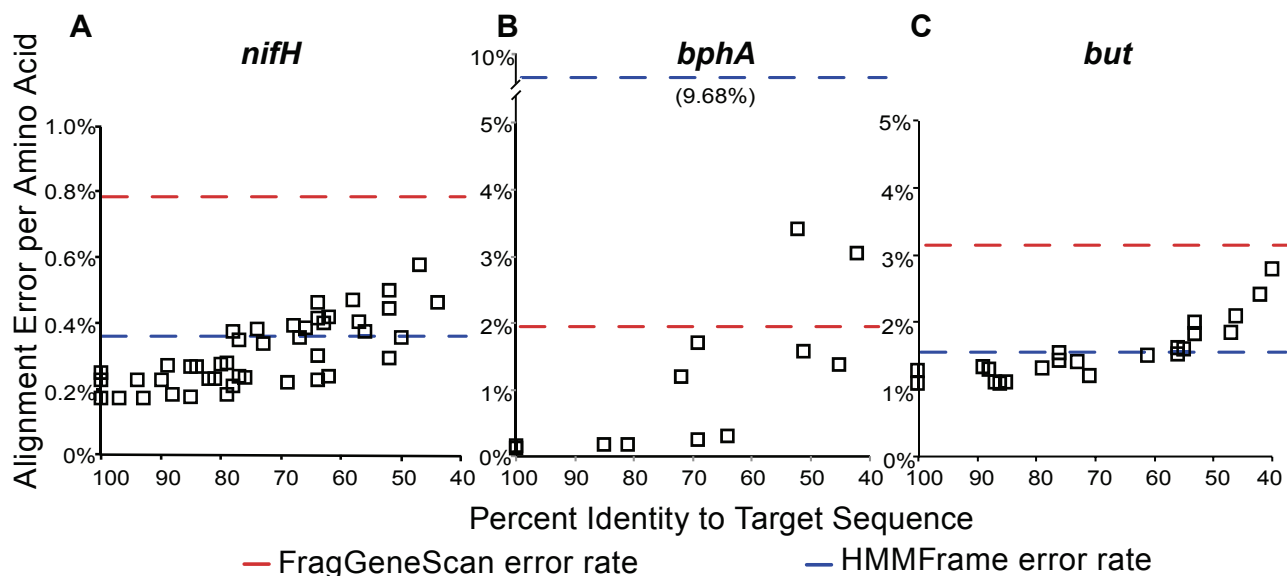 A B C
nifH bphA but
Alignment Error per Amino Acid
1.0%
0.8%
0.6%
0.4%
0.2%
0%
100 90 80 70 60 50 40
10%
(9.68%)
5%
4%
3%
2%
1%
0%
100 90 80 70 60 50 40
5%
4%
3%
2%
1%
0%
100 90 80 70 60 50 40
Percent Identity to Target Sequence
FragGeneScan error rate HMMFrame error rate